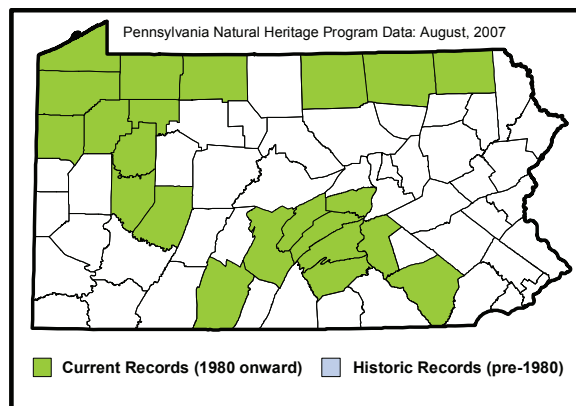 Pennsylvania Natural Heritage Program Data: August, 2007
Current Records (1980 onward) Historic Records (pre-1980)